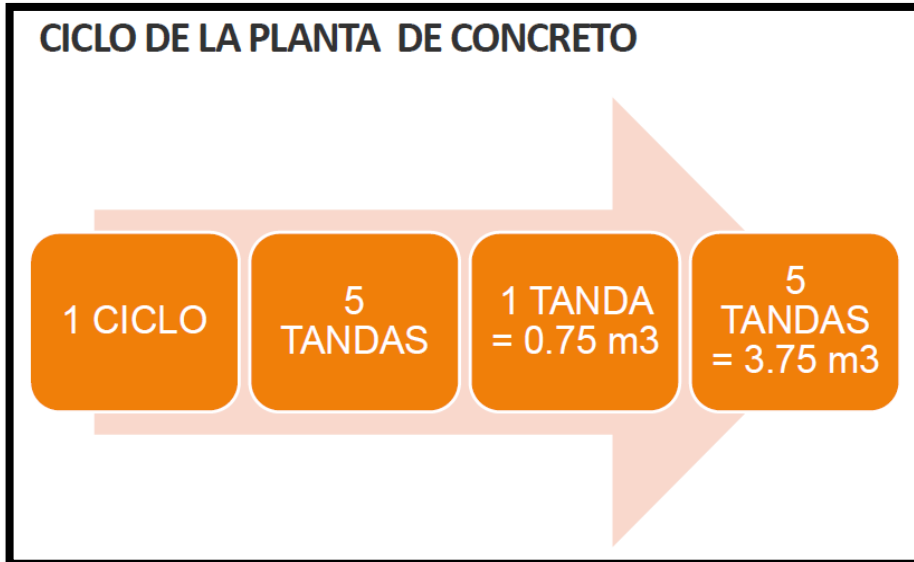 CICLO DE LA PLANTA DE CONCRETO
1 CICLO
5
TANDAS
1 TANDA
= 0.75 m3
5
TANDAS
= 3.75 m3